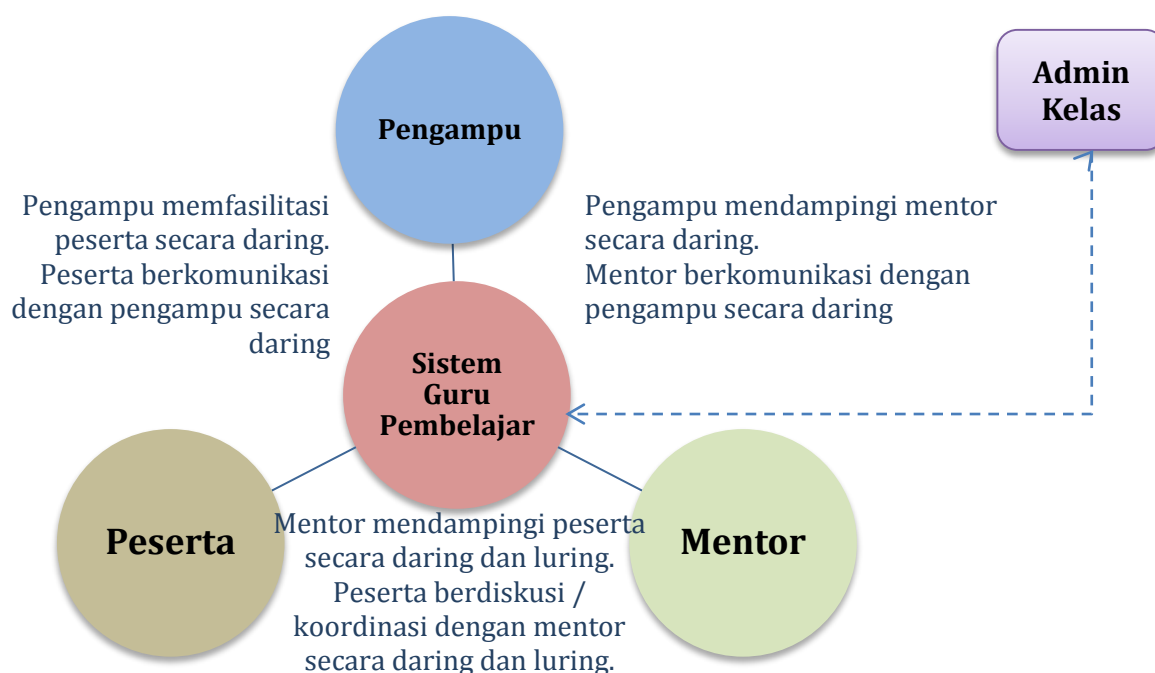 Pengampu
Admin
Kelas
Pengampu memfasilitasi
peserta secara daring.
Peserta berkomunikasi
dengan pengampu secara
daring
Pengampu mendampingi mentor
secara daring.
Mentor berkomunikasi dengan
pengampu secara daring
Sistem
Guru
Pembelajar
Peserta
Mentor mendampingi peserta
secara daring dan luring.
Peserta berdiskusi /
koordinasi dengan mentor
secara daring dan luring.
Mentor